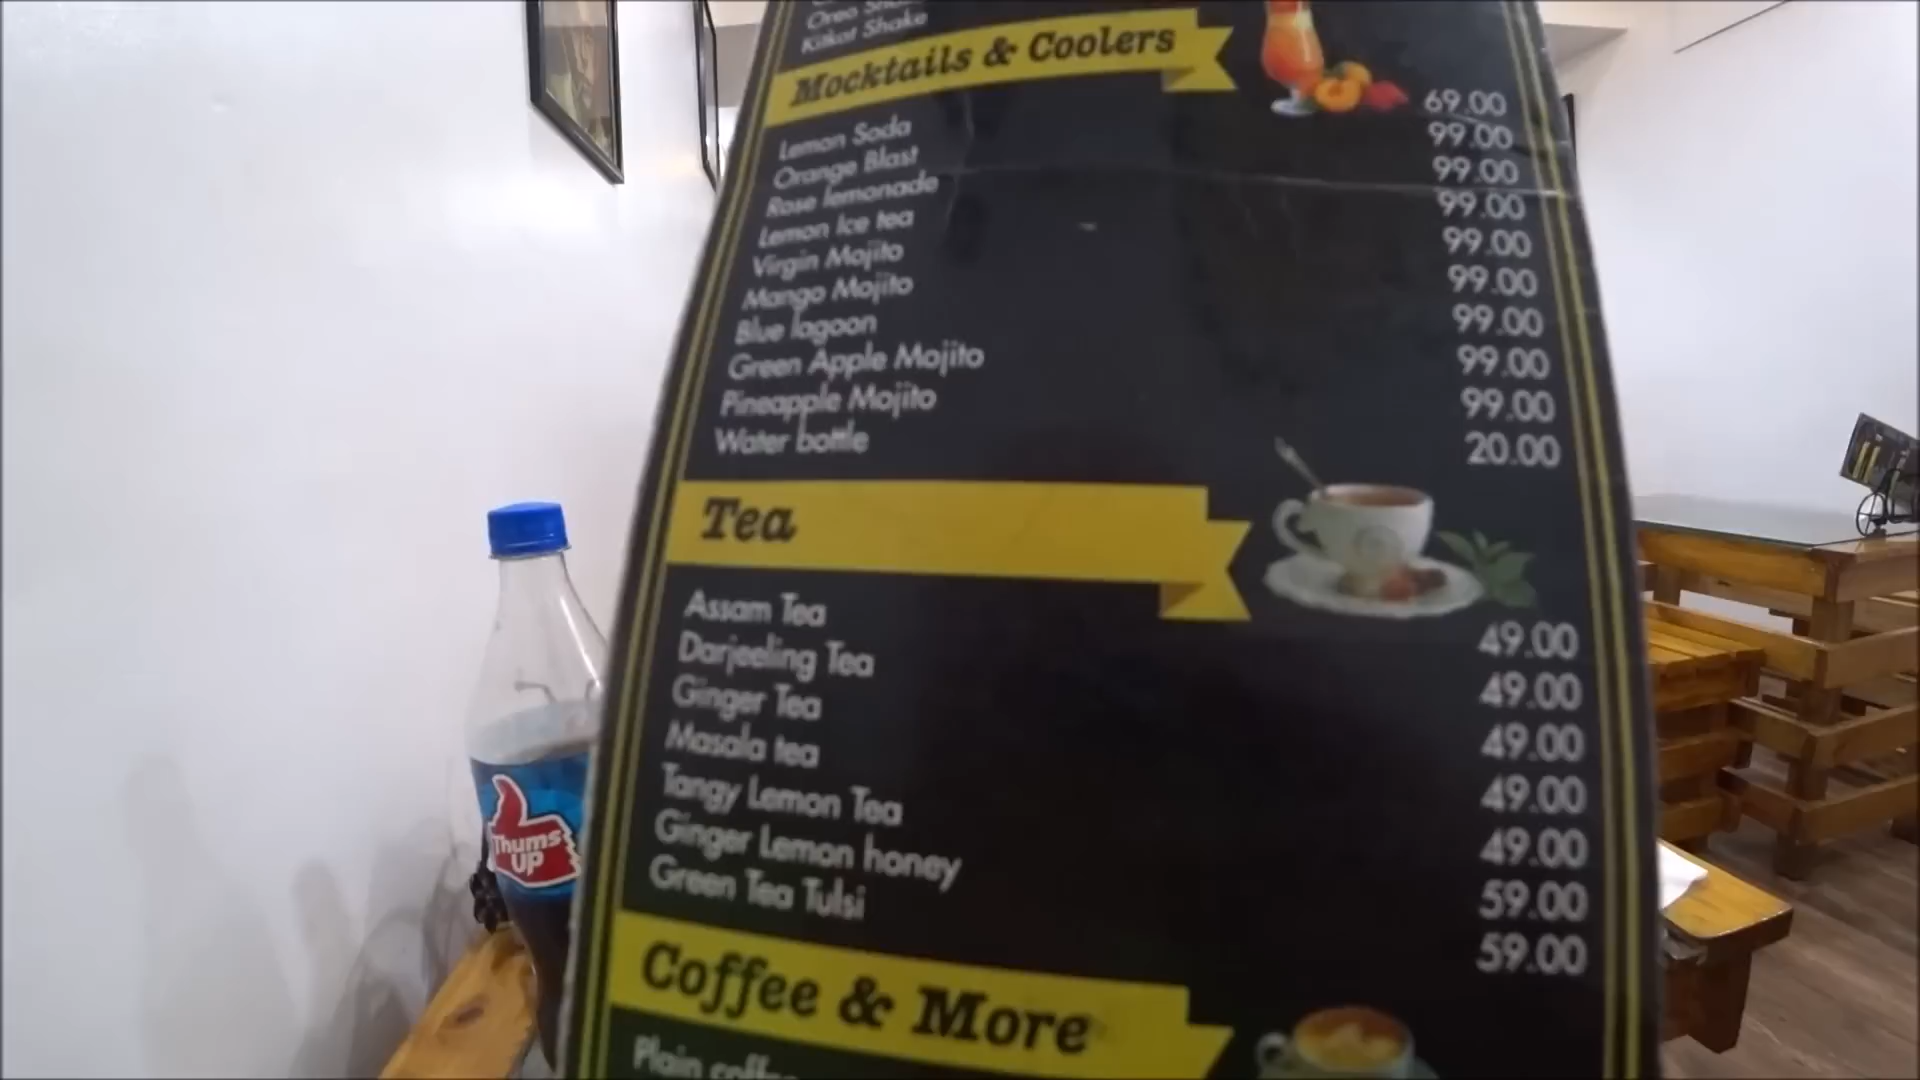 Oreo Shake
Kitkat Shake
Mocktails & Coolers
Lemon Soda 69.00
Orange Blast 99.00
Rose lemonade 99.00
Lemon Ice tea 99.00
Virgin Mojito 99.00
Mango Mojito 99.00
Blue lagoon 99.00
Green Apple Mojito 99.00
Pineapple Mojito 99.00
Water bottle 20.00
Tea
Assam Tea 49.00
Darjeeling Tea 49.00
Ginger Tea 49.00
Masala tea 49.00
Tangy Lemon Tea 49.00
Ginger Lemon honey 59.00
Green Tea Tulsi 59.00
Coffee & More
Plain coffee
Thums
UP